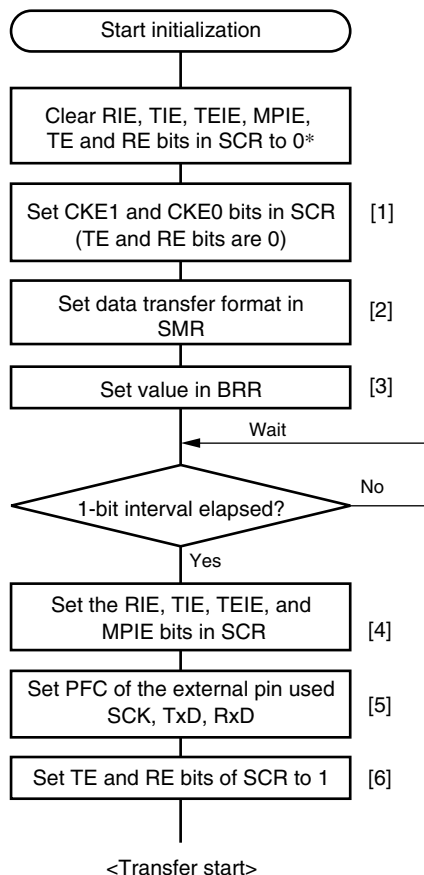 Start initialization
Clear RIE, TIE, TEIE, MPIE,
TE and RE bits in SCR to 0*
Set CKE1 and CKE0 bits in SCR
(TE and RE bits are 0)
[1]
Set data transfer format in
SMR
[2]
Set value in BRR
[3]
Wait
1-bit interval elapsed?
No
Yes
Set the RIE, TIE, TEIE, and
MPIE bits in SCR
[4]
Set PFC of the external pin used
SCK, TxD, RxD
[5]
Set TE and RE bits of SCR to 1
[6]
<Transfer start>